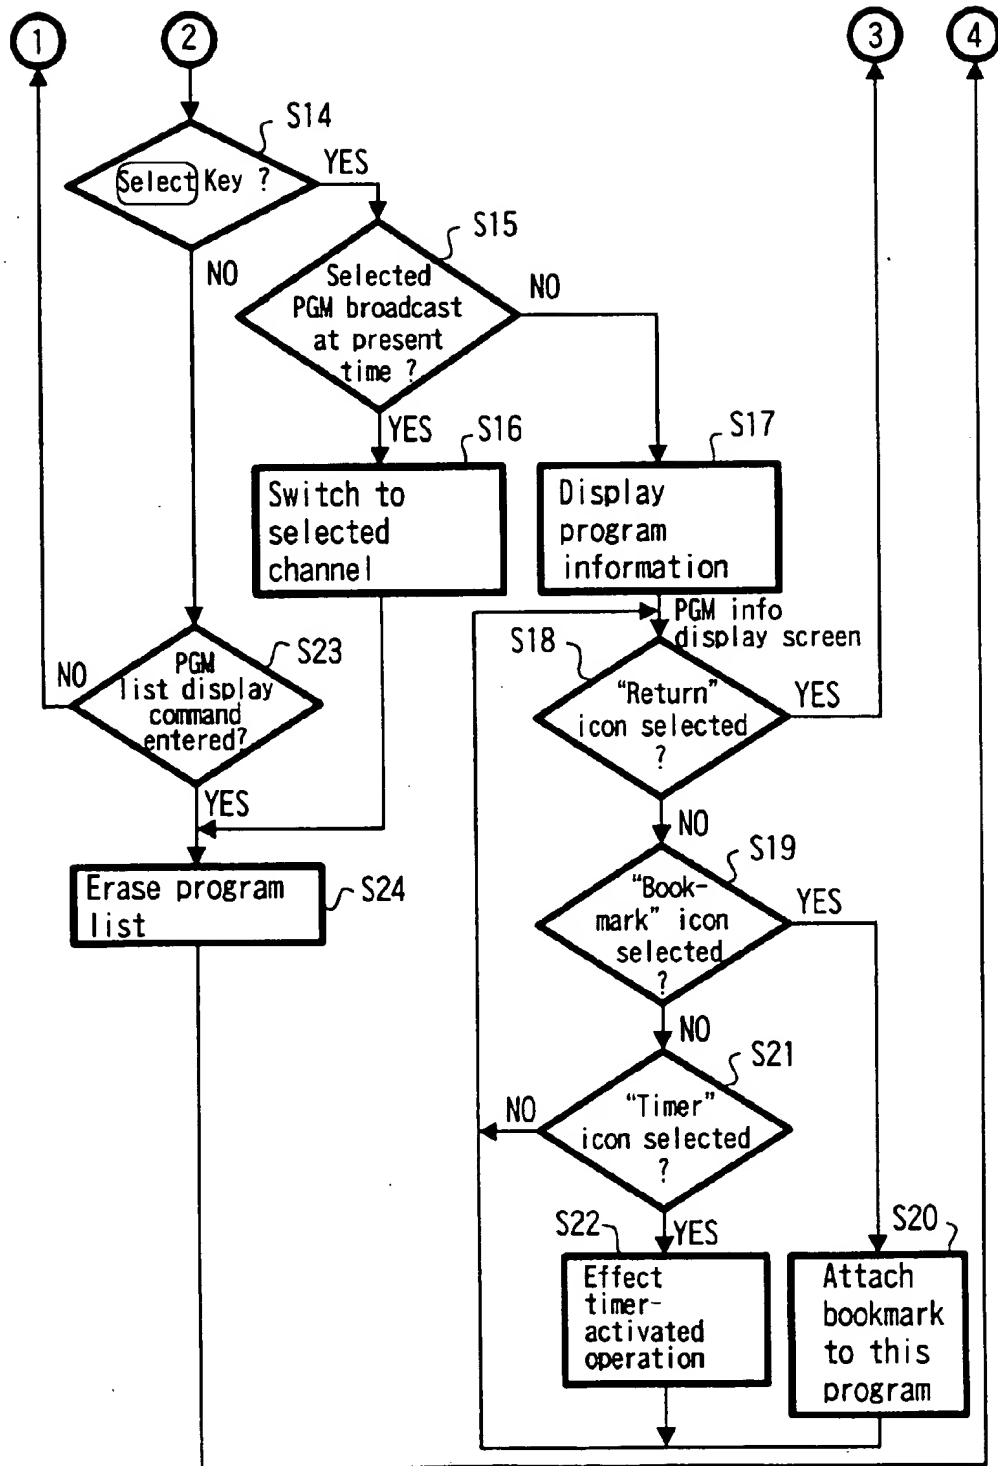 1
2
3
4
S14
Select Key ?
YES
NO
S15
Selected
PGM broadcast
at present
time ?
NO
YES
S16
Switch to
selected
channel
S17
Display
program
information
PGM info
display screen
S18
"Return"
icon selected
?
YES
NO
S23
PGM
list display
command
entered?
NO
YES
S24
Erase program
list
S19
"Book-
mark" icon
selected
?
YES
NO
S21
"Timer"
icon selected
?
NO
YES
S22
Effect
timer-
activated
operation
S20
Attach
bookmark
to this
program